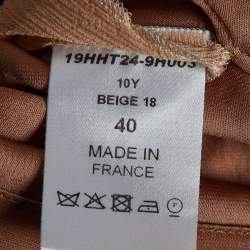 19HHT24-9H003
10Y
BEIGE 18
40
MADE IN
FRANCE